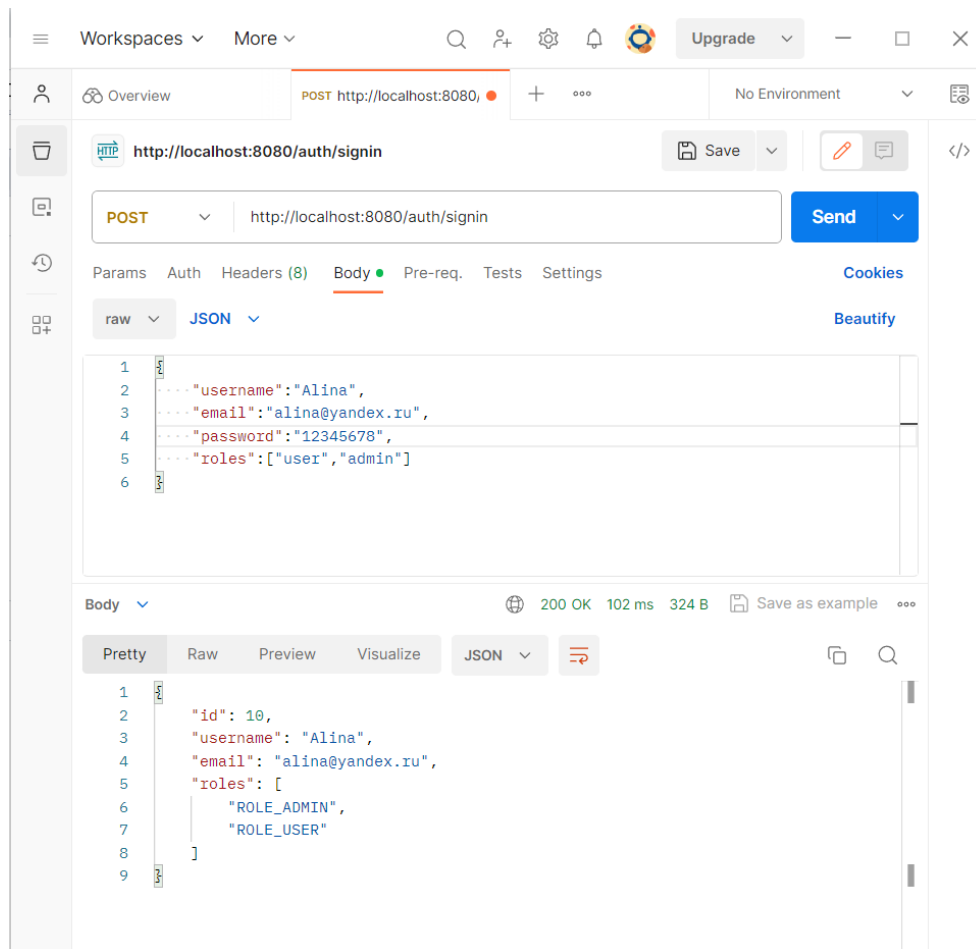 Workspaces More Upgrade
Overview POST http://localhost:8080/ No Environment
HTTP http://localhost:8080/auth/signin Save </>
POST http://localhost:8080/auth/signin Send
Params Auth Headers (8) Body Pre-req. Tests Settings Cookies
raw JSON Beautify
1 {
2 ····"username":"Alina",
3 ····"email":"alina@yandex.ru",
4 ····"password":"12345678",
5 ····"roles":["user","admin"]
6 }
Body 200 OK 102 ms 324 B Save as example
Pretty Raw Preview Visualize JSON
1 {
2 "id": 10,
3 "username": "Alina",
4 "email": "alina@yandex.ru",
5 "roles": [
6 "ROLE_ADMIN",
7 "ROLE_USER"
8 ]
9 }